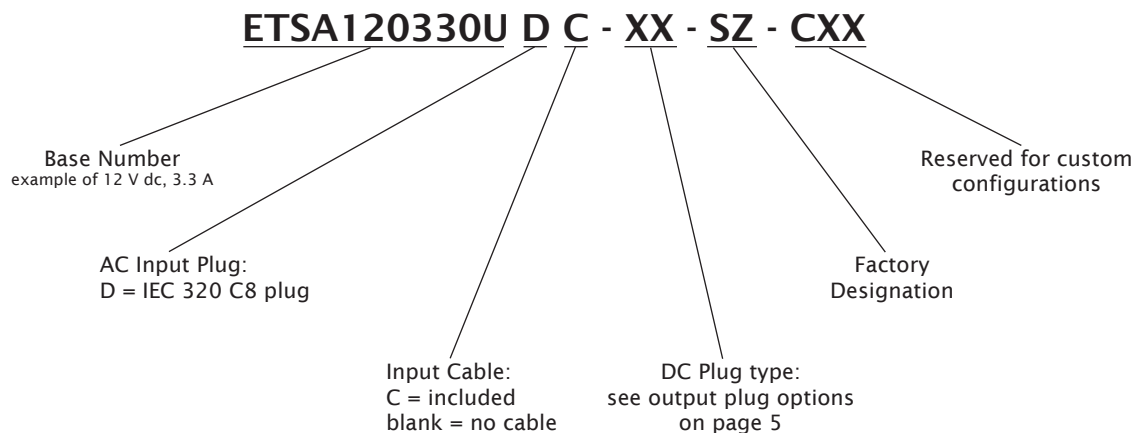 ETSA120330U D C - XX - SZ - CXX
Base Number
example of 12 V dc, 3.3 A
Reserved for custom
configurations
AC Input Plug:
D = IEC 320 C8 plug
Factory
Designation
Input Cable:
C = included
blank = no cable
DC Plug type:
see output plug options
on page 5